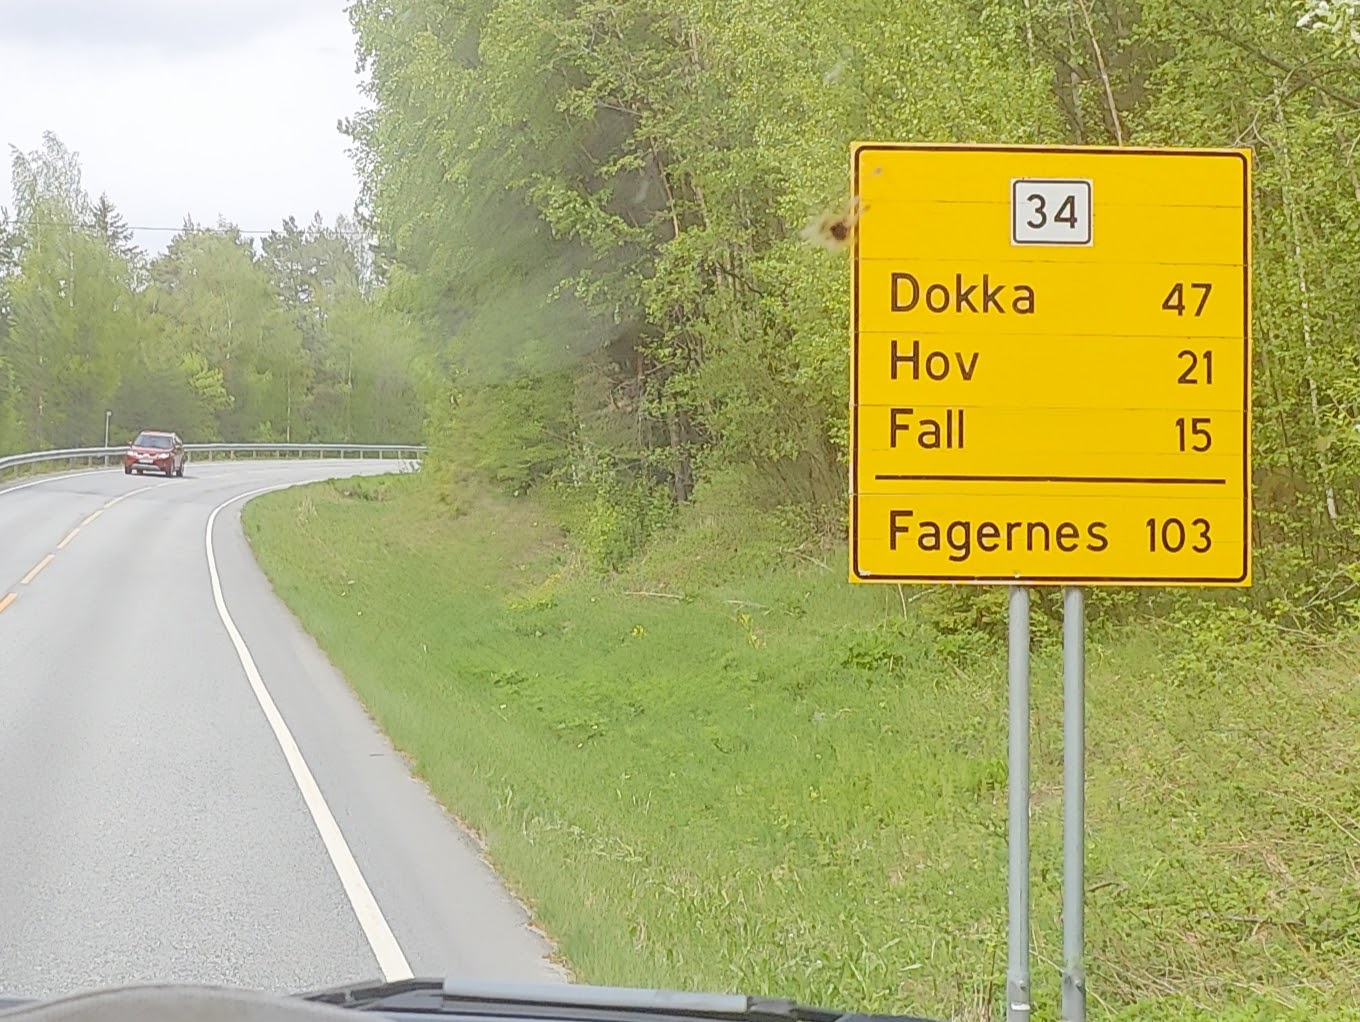 34
Dokka 47
Hov 21
Fall 15
Fagernes 103